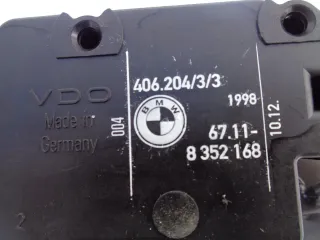 VDO
Made in
Germany
2
004
406.204/3/3
BMW
1998
67.11-
8 352 168
10.12.